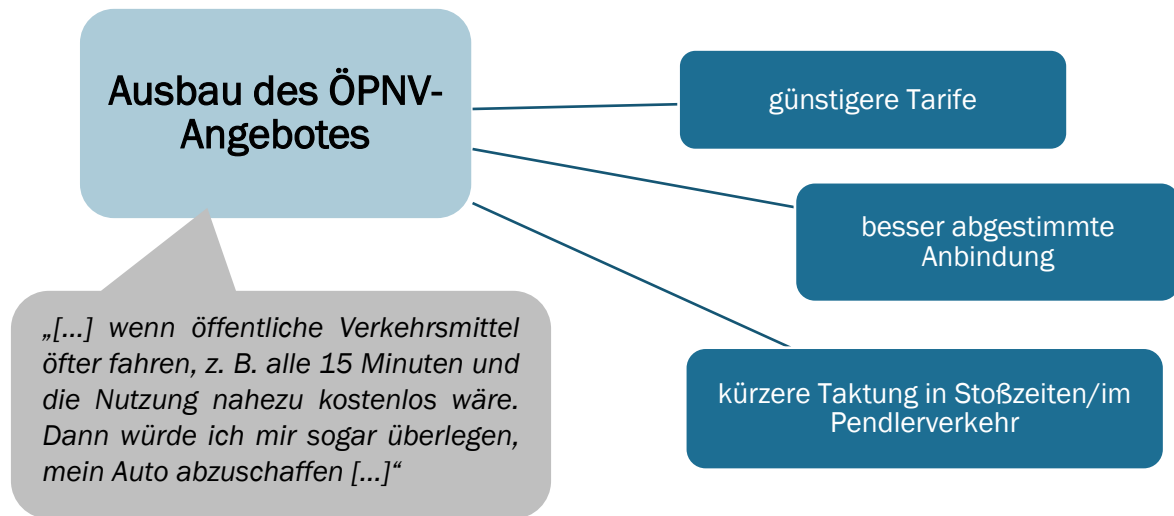 Ausbau des ÖPNV-
Angebotes
günstigere Tarife
besser abgestimmte
Anbindung
kürzere Taktung in Stoßzeiten/im
Pendlerverkehr
„[...] wenn öffentliche Verkehrsmittel
öfter fahren, z. B. alle 15 Minuten und
die Nutzung nahezu kostenlos wäre.
Dann würde ich mir sogar überlegen,
mein Auto abzuschaffen [...]“